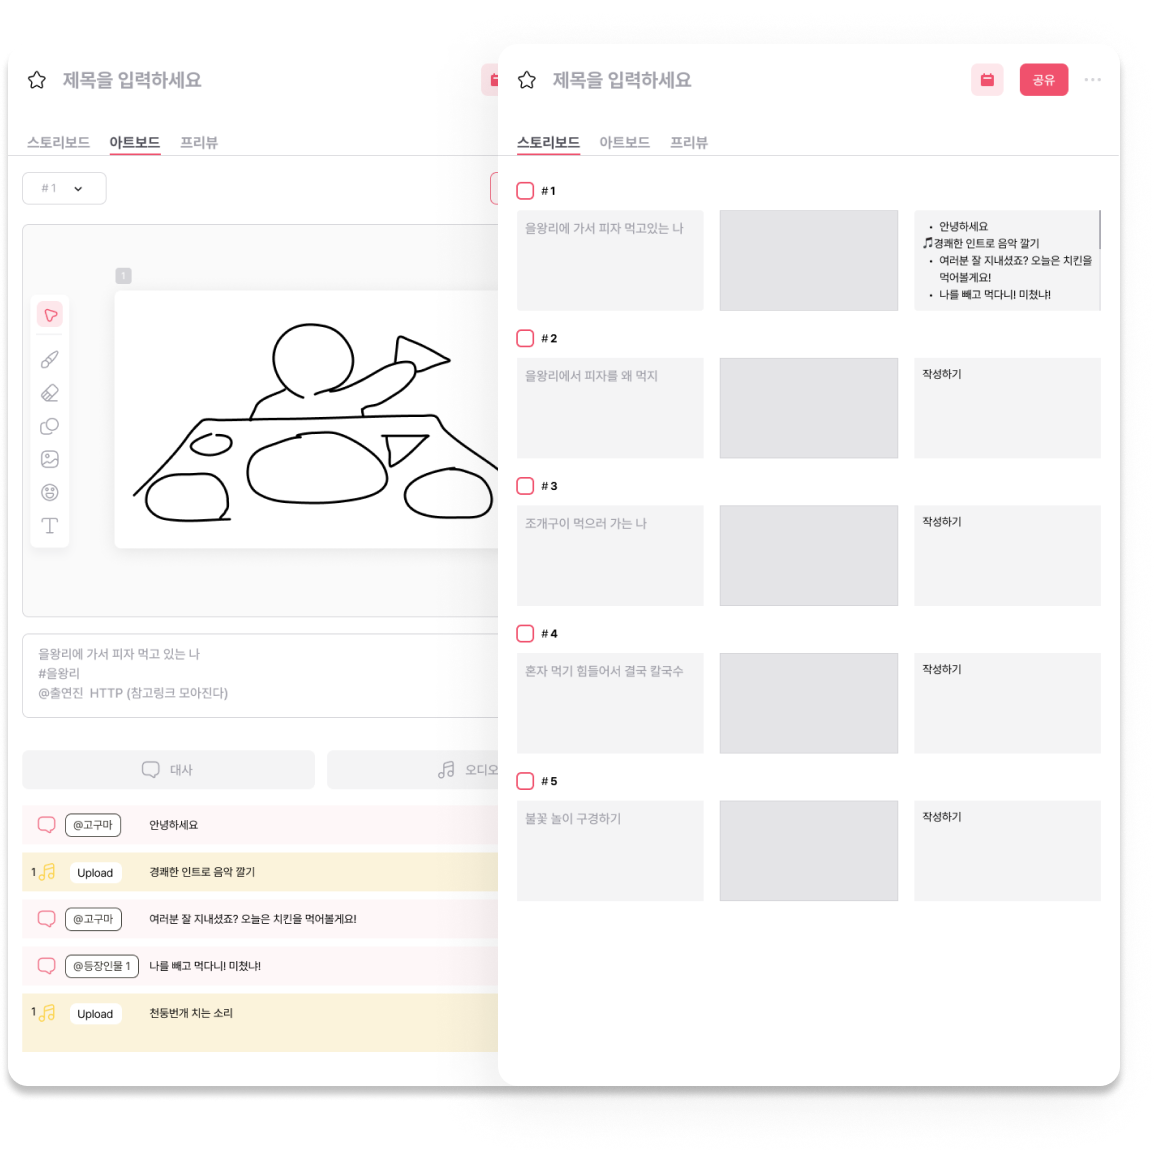 제목을 입력하세요
스토리보드 아트보드 프리뷰
# 1
1
을왕리에 가서 피자 먹고 있는 나
#을왕리
@출연진 HTTP (참고링크 모아진다)
대사
오디오
@고구마 안녕하세요
1 Upload 경쾌한 인트로 음악 깔기
@고구마 여러분 잘 지내셨죠? 오늘은 치킨을 먹어볼게요!
@등장인물 1 나를 빼고 먹다니! 미쳤냐!
1 Upload 천둥번개 치는 소리
제목을 입력하세요
공유
스토리보드 아트보드 프리뷰
# 1
을왕리에 가서 피자 먹고있는 나
• 안녕하세요
🎵경쾌한 인트로 음악 깔기
• 여러분 잘 지내셨죠? 오늘은 치킨을
먹어볼게요!
• 나를 빼고 먹다니! 미쳤냐!
# 2
을왕리에서 피자를 왜 먹지
작성하기
# 3
조개구이 먹으러 가는 나
작성하기
# 4
혼자 먹기 힘들어서 결국 칼국수
작성하기
# 5
불꽃 놀이 구경하기
작성하기